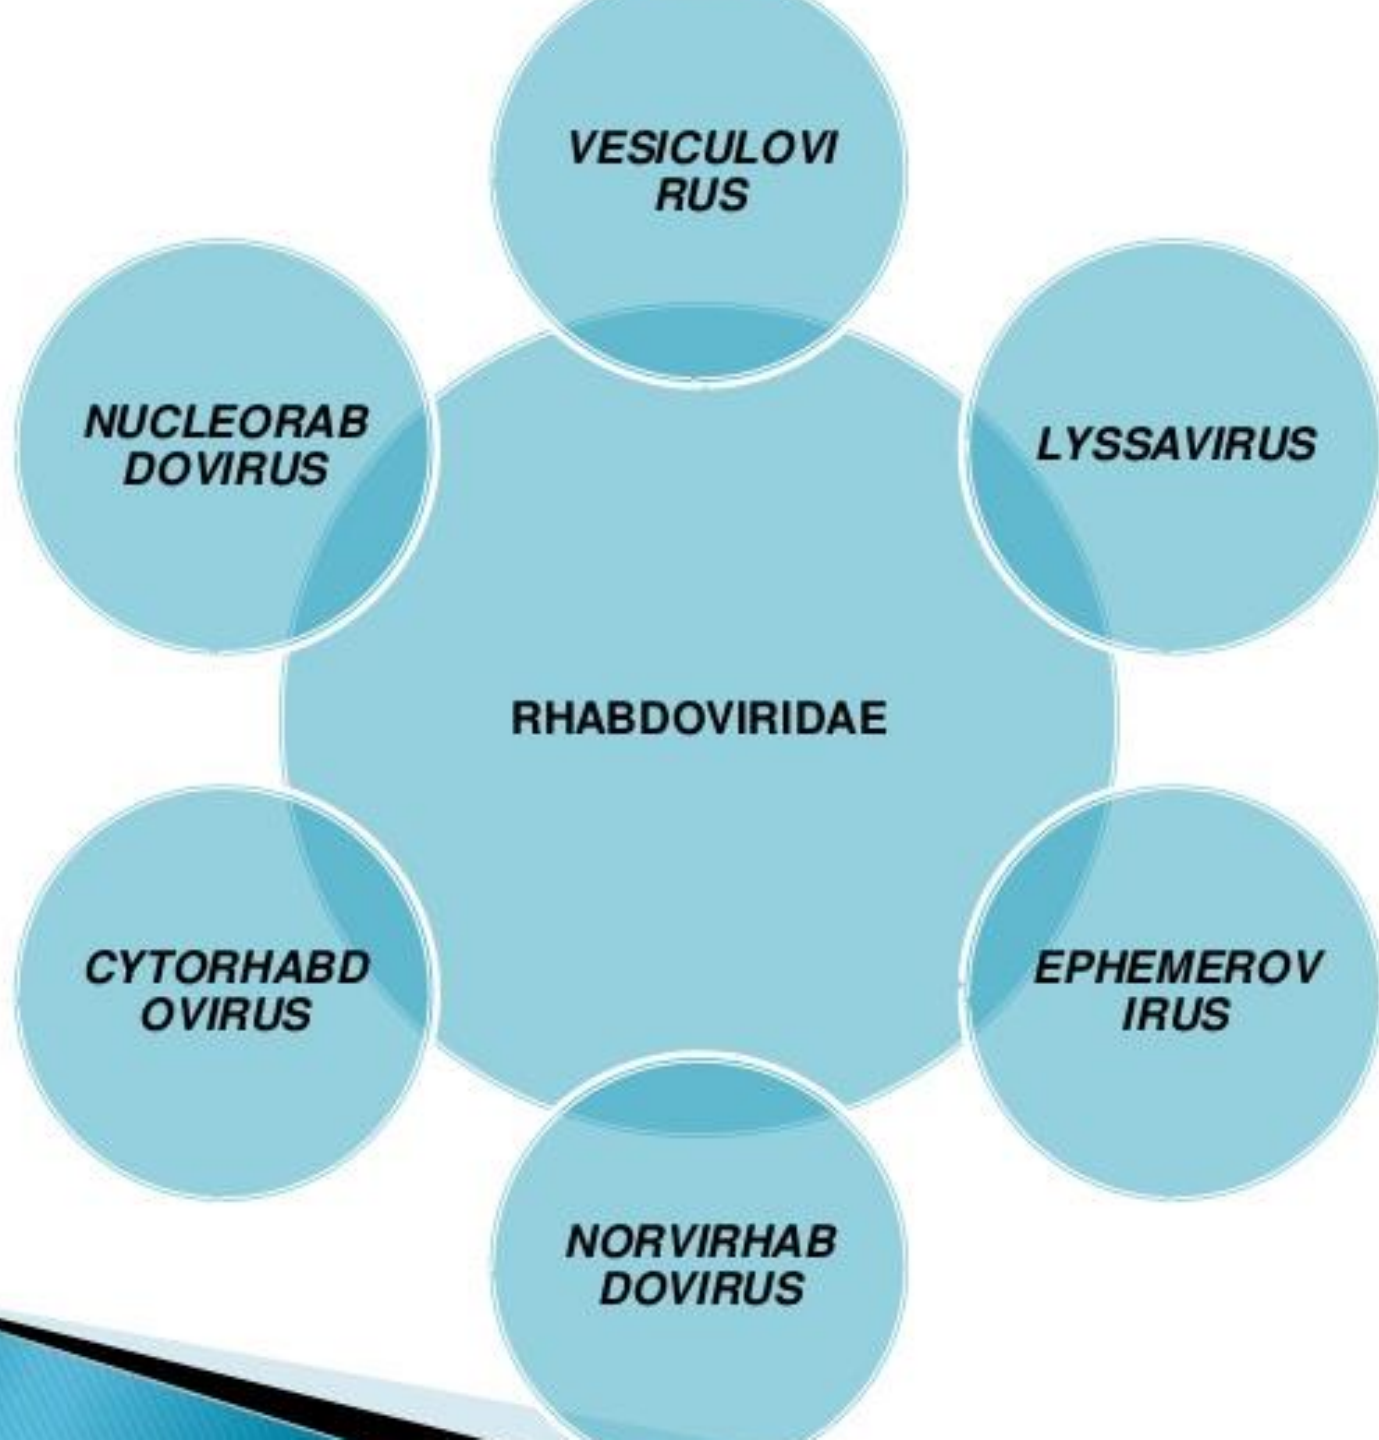 VESICULOVI
RUS
NUCLEORAB
DOVIRUS
LYSSAVIRUS
RHABDOVIRIDAE
CYTORHABD
OVIRUS
EPHEMEROV
IRUS
NORVIRHAB
DOVIRUS